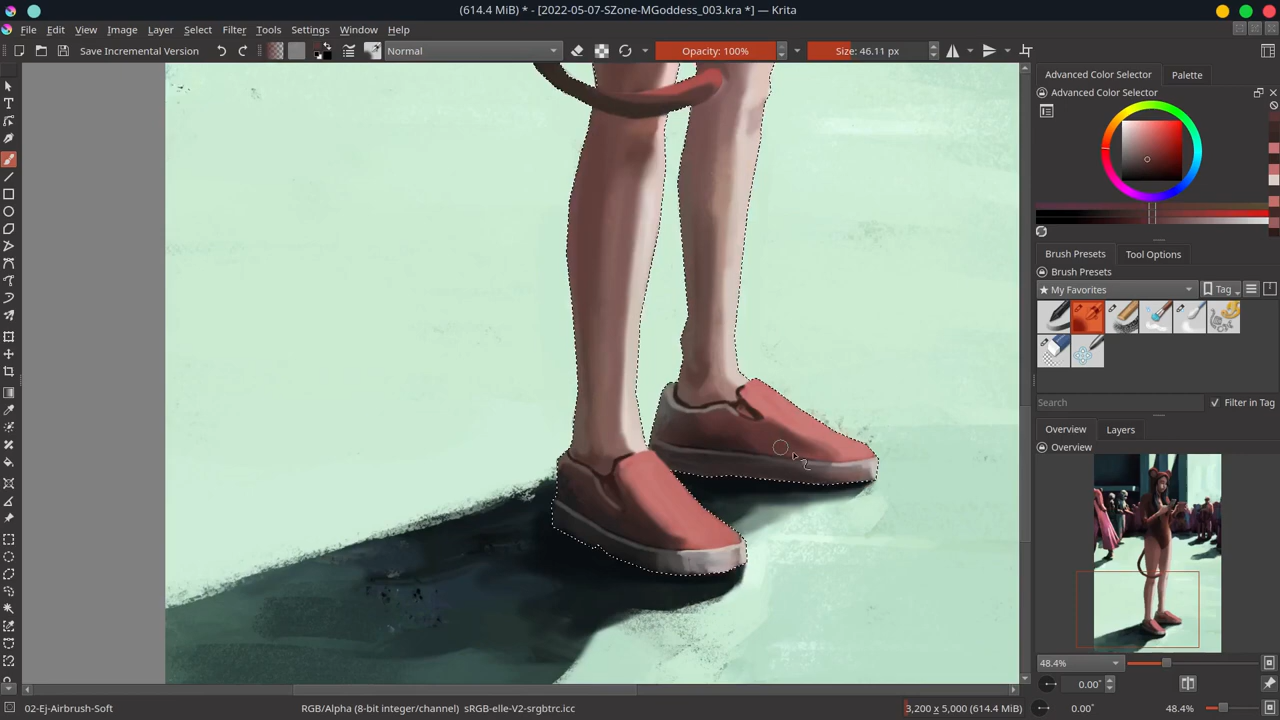 (614.4 MiB) * - [2022-05-07-SZone-MGoddess_003.kra *] — Krita
File Edit View Image Layer Select Filter Tools Settings Window Help
Save Incremental Version Normal Opacity: 100% Size: 46.11 px
Advanced Color Selector Palette
Advanced Color Selector
Brush Presets Tool Options
Brush Presets
★ My Favorites Tag
Search Filter in Tag
Overview Layers
Overview
48.4%
0.00°
02-Ej-Airbrush-Soft RGB/Alpha (8-bit integer/channel) sRGB-elle-V2-srgbtrc.icc 3,200 x 5,000 (614.4 MiB) 0.00° 48.4%